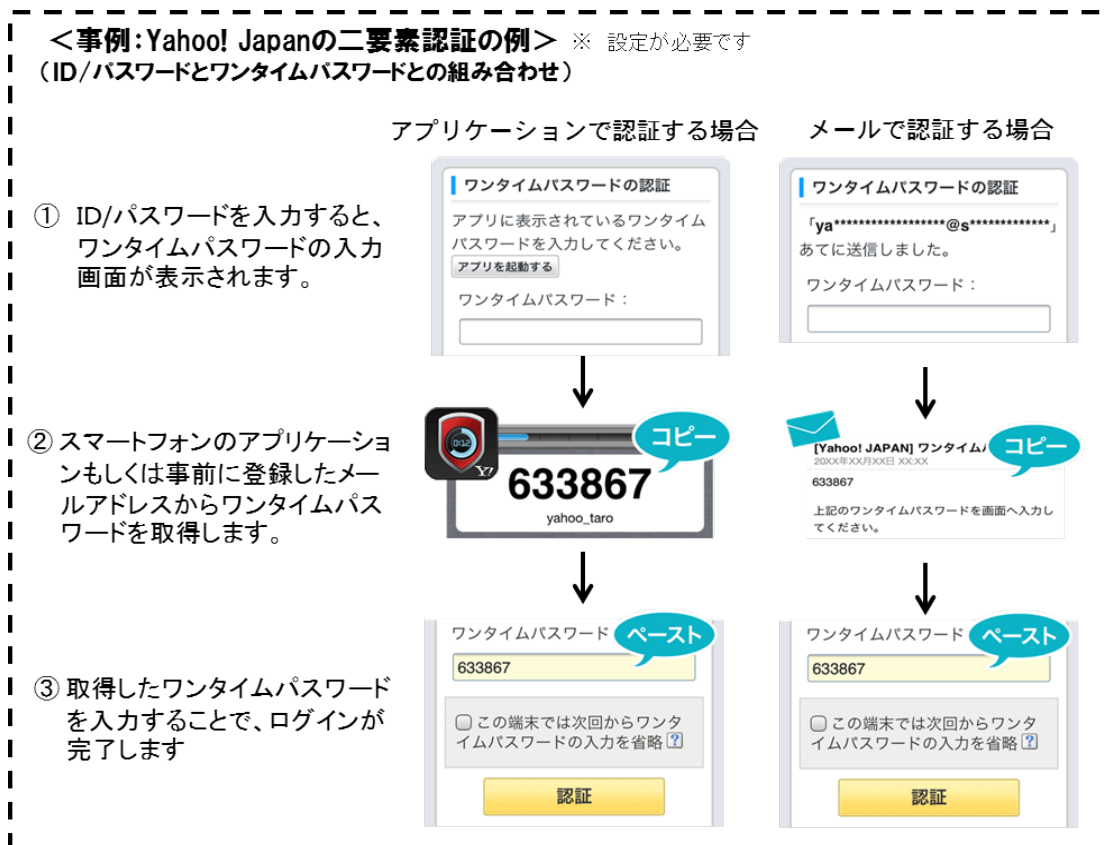 ＜事例：Yahoo! Japanの二要素認証の例＞ ※ 設定が必要です
（ID/パスワードとワンタイムパスワードとの組み合わせ）
アプリケーションで認証する場合
メールで認証する場合
① ID/パスワードを入力すると、
ワンタイムパスワードの入力
画面が表示されます。
ワンタイムパスワードの認証
アプリに表示されているワンタイム
パスワードを入力してください。
アプリを起動する
ワンタイムパスワード：
ワンタイムパスワードの認証
「ya******************@s*************」
あてに送信しました。
ワンタイムパスワード：
② スマートフォンのアプリケーショ
ンもしくは事前に登録したメー
ルアドレスからワンタイムパス
ワードを取得します。
012
Y!
コピー
633867
yahoo_taro
[Yahoo! JAPAN] ワンタイム
コピー
20XX年XX月XX日 XX:XX
633867
上記のワンタイムパスワードを画面へ入力し
てください。
③ 取得したワンタイムパスワード
を入力することで、ログインが
完了します
ワンタイムパスワード
ペースト
633867
この端末では次回からワンタ
イムパスワードの入力を省略 ?
認証
ワンタイムパスワード
ペースト
633867
この端末では次回からワンタ
イムパスワードの入力を省略 ?
認証